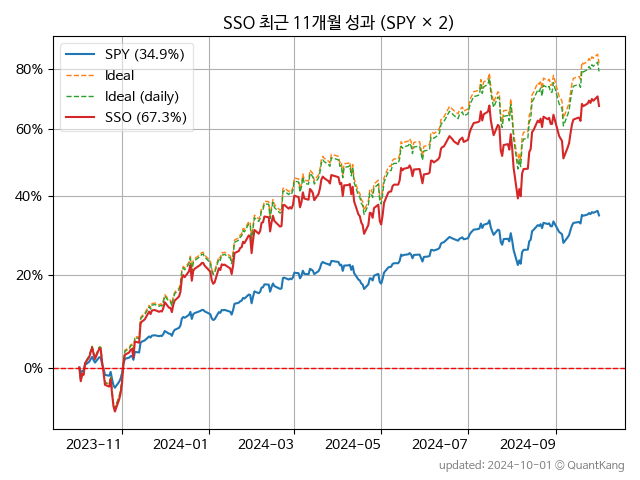 SSO 최근 11개월 성과 (SPY × 2)
SPY (34.9%)
Ideal
Ideal (daily)
SSO (67.3%)
80%
60%
40%
20%
0%
2023-11 2024-01 2024-03 2024-05 2024-07 2024-09
updated: 2024-10-01 © QuantKang